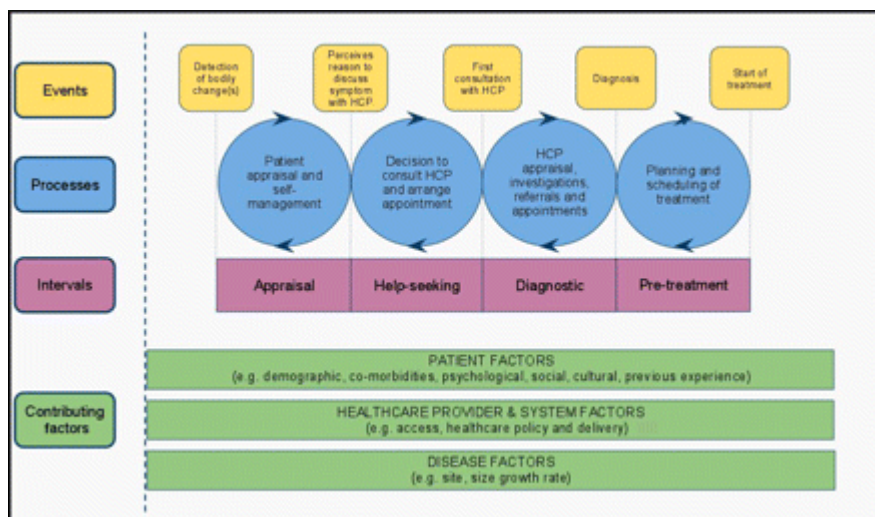 Events
Detection
of bodily
change(s)
Perceives
reason to
discuss
symptom
with HCP
First
consultation
with HCP
Diagnosis
Start of
treatment
Processes
Patient
appraisal and
self-
management
Decision to
consult HCP
and arrange
appointment
HCP
appraisal,
investigations,
referrals and
appointments
Planning and
scheduling of
treatment
Intervals
Appraisal
Help-seeking
Diagnostic
Pre-treatment
Contributing
factors
PATIENT FACTORS
(e.g. demographic, co-morbidities, psychological, social, cultural, previous experience)
HEALTHCARE PROVIDER & SYSTEM FACTORS
(e.g. access, healthcare policy and delivery)
DISEASE FACTORS
(e.g. site, size growth rate)